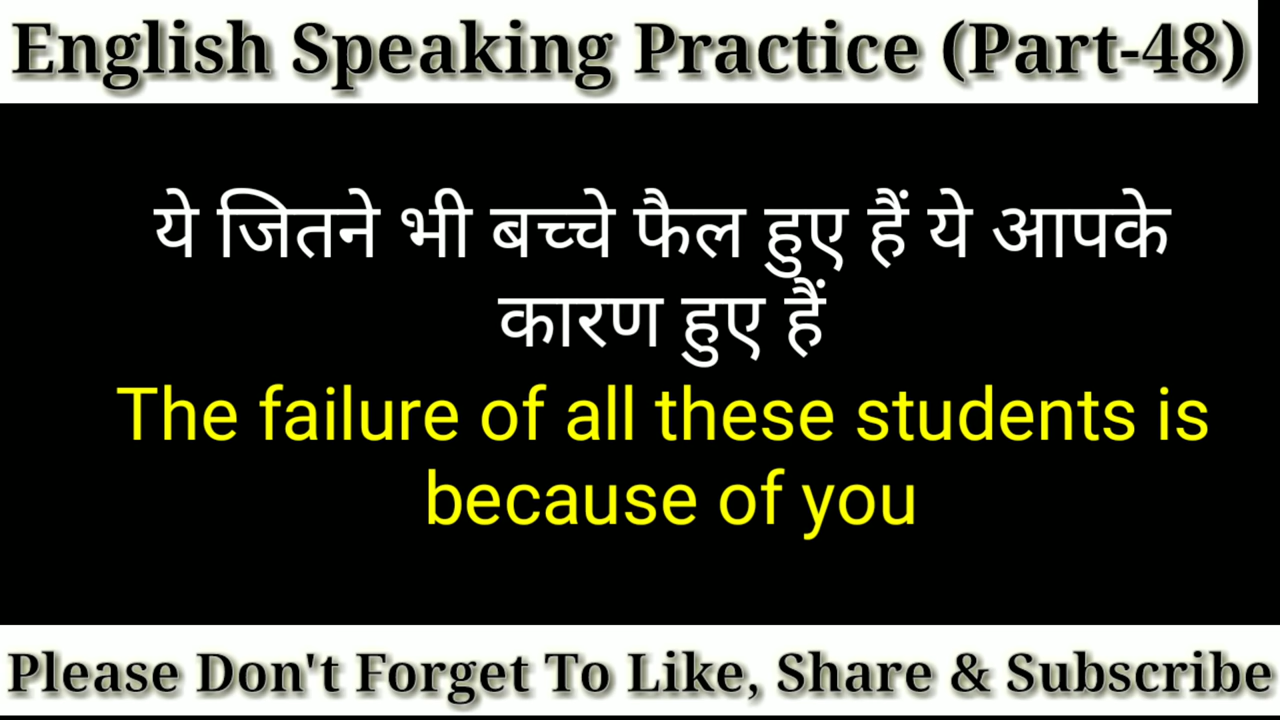 English Speaking Practice (Part-48)
ये जितने भी बच्चे फैल हुए हैं ये आपके
कारण हुए हैं
The failure of all these students is
because of you
Please Don't Forget To Like, Share & Subscribe